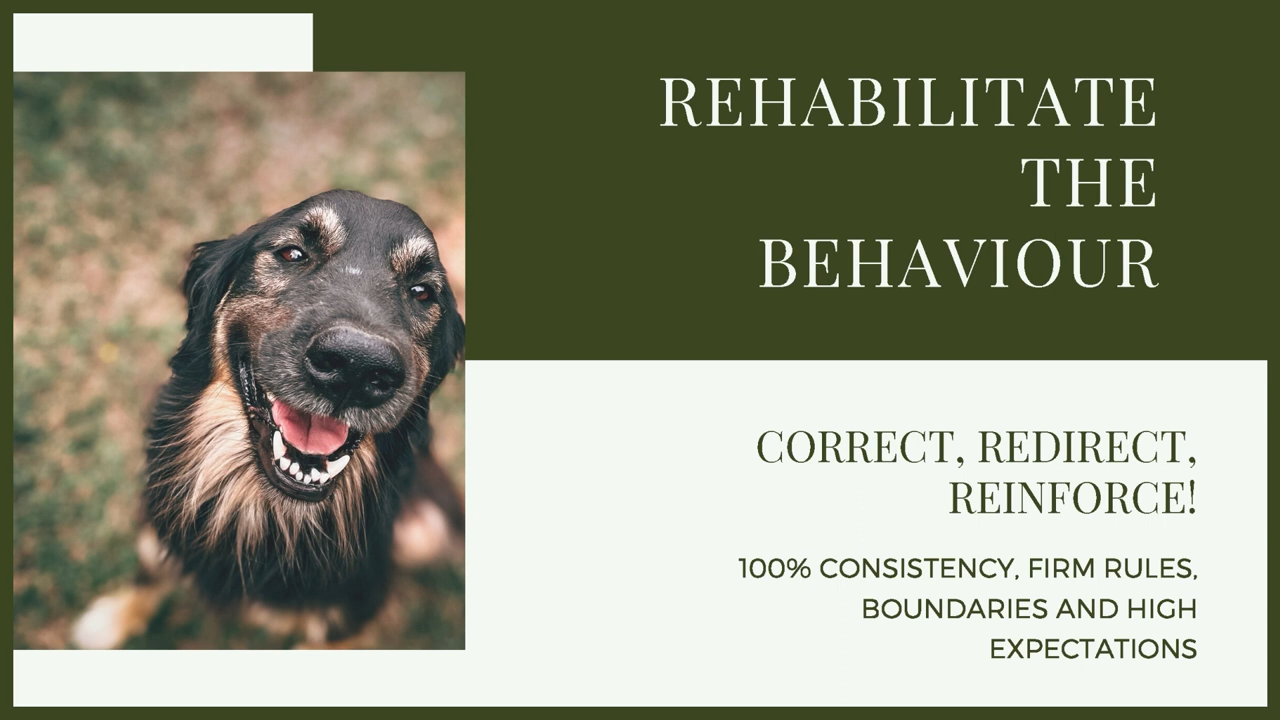 REHABILITATE
THE
BEHAVIOUR
CORRECT, REDIRECT,
REINFORCE!
100% CONSISTENCY, FIRM RULES,
BOUNDARIES AND HIGH
EXPECTATIONS